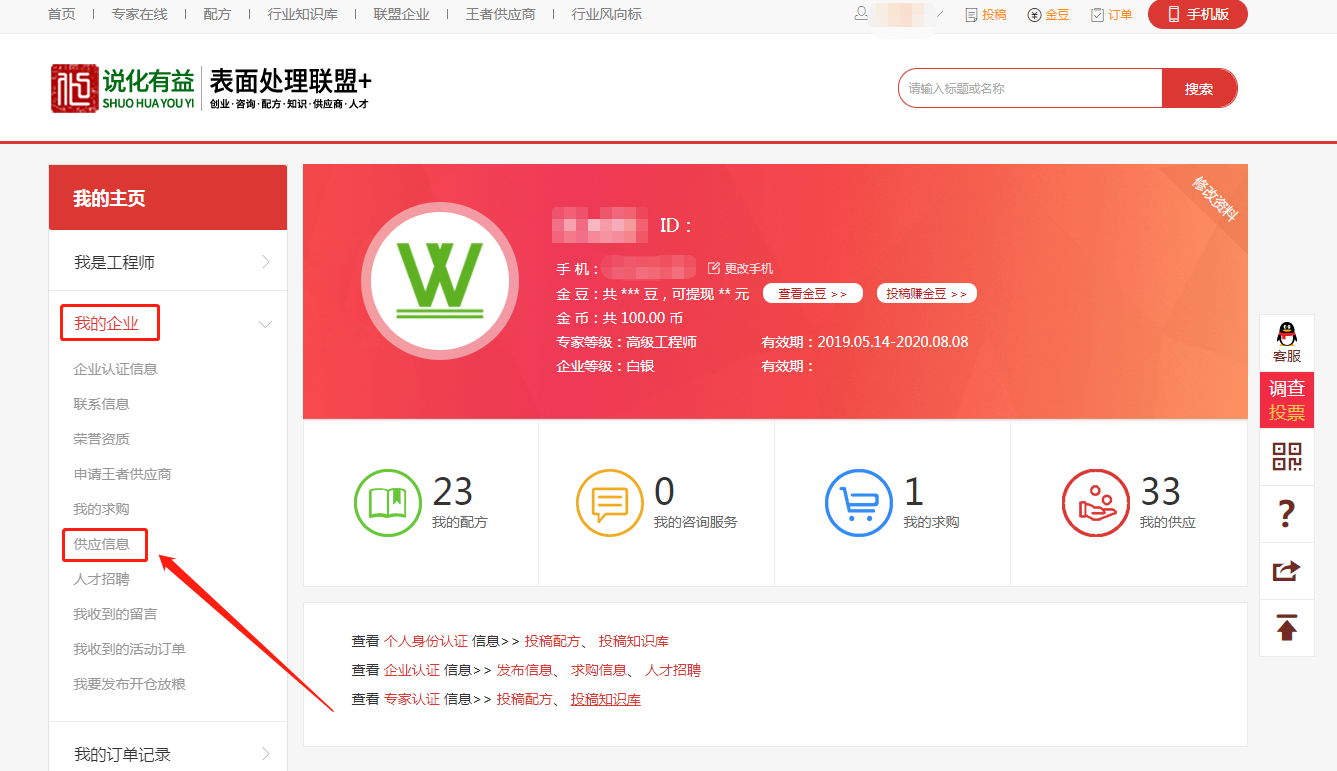 首页 | 专家在线 | 配方 | 行业知识库 | 联盟企业 | 王者供应商 | 行业风向标 投稿 金豆 订单 手机版
说化有益 表面处理联盟+
SHUO HUA YOU YI 创业·咨询·配方·知识·供应商·人才
请输入标题或名称 搜索
我的主页
我是工程师
我的企业
企业认证信息
联系信息
荣誉资质
申请王者供应商
我的求购
供应信息
人才招聘
我收到的留言
我收到的活动订单
我要发布开仓放粮
我的订单记录
修改资料
W
ID：
手 机： 更改手机
金 豆：共 *** 豆，可提现 ** 元 查看金豆 >> 投稿赚金豆 >>
金 币：共 100.00 币
专家等级：高级工程师 有效期：2019.05.14-2020.08.08
企业等级：白银 有效期：
23 我的配方
0 我的咨询服务
1 我的求购
33 我的供应
查看 个人身份认证 信息>> 投稿配方、 投稿知识库
查看 企业认证 信息>> 发布信息、 求购信息、 人才招聘
查看 专家认证 信息>> 投稿配方、 投稿知识库
客服
调查
投票
?